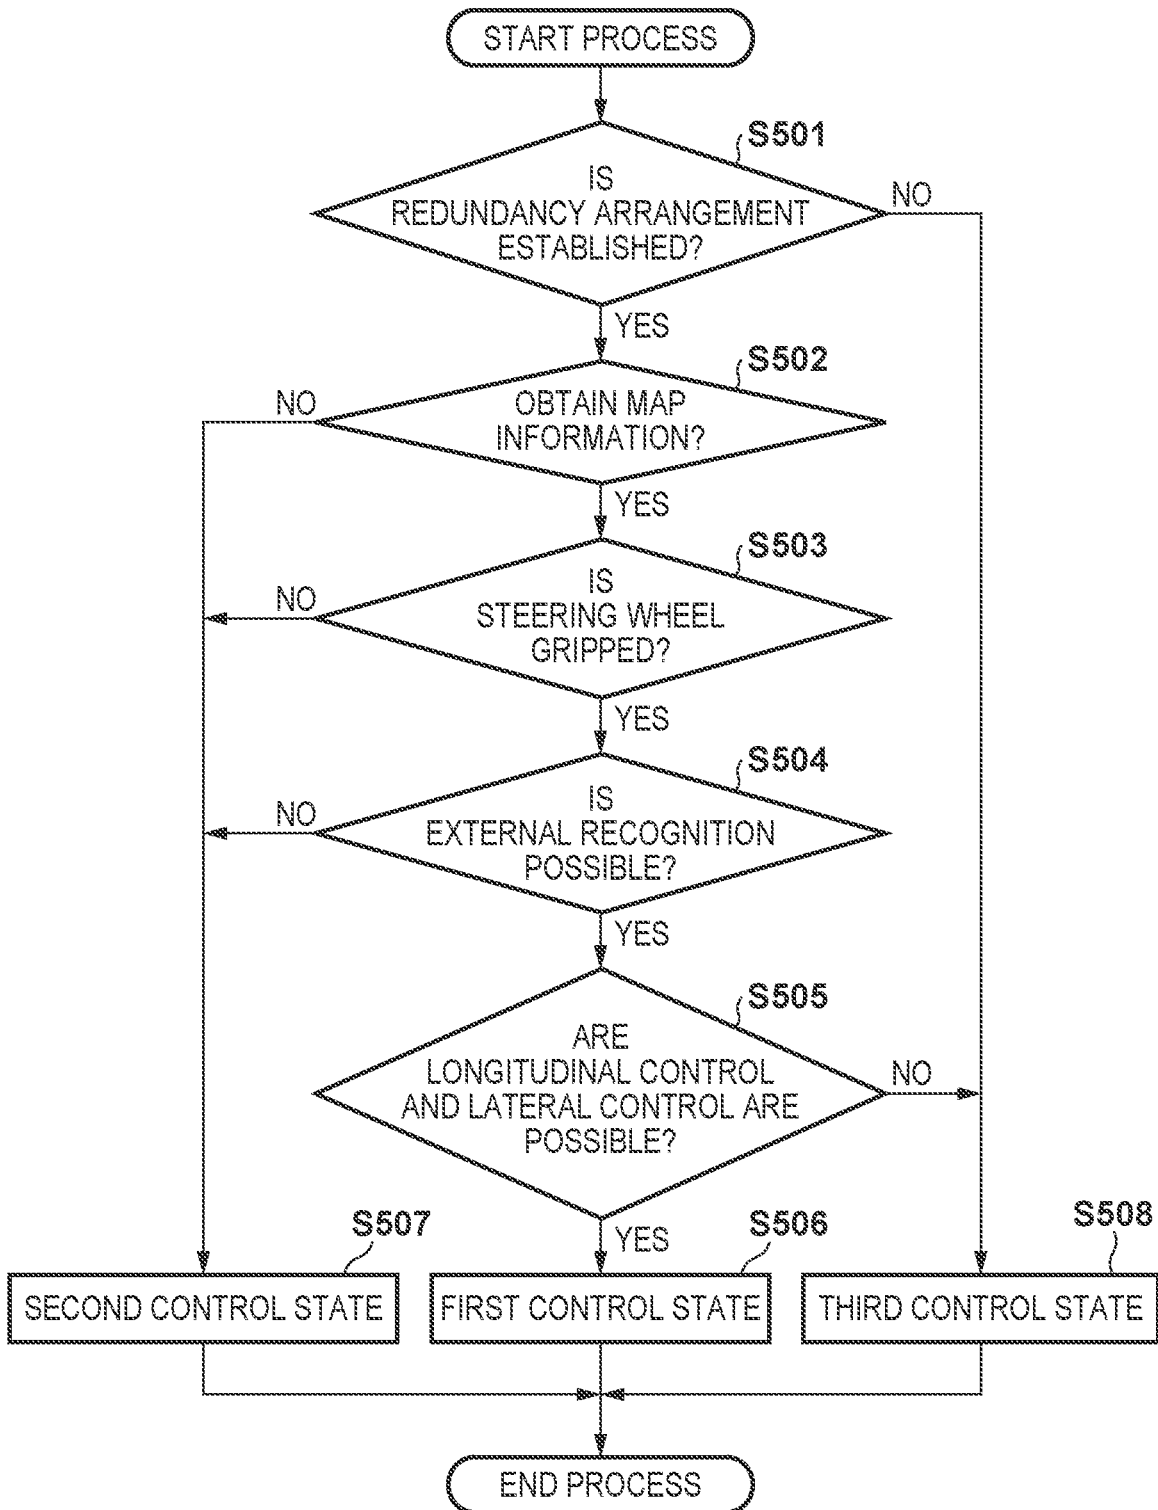 START PROCESS
S501
IS
REDUNDANCY ARRANGEMENT
ESTABLISHED?
NO
YES
S502
OBTAIN MAP
INFORMATION?
NO
YES
S503
IS
STEERING WHEEL
GRIPPED?
NO
YES
S504
IS
EXTERNAL RECOGNITION
POSSIBLE?
NO
YES
S505
ARE
LONGITUDINAL CONTROL
AND LATERAL CONTROL ARE
POSSIBLE?
NO
YES
S507
SECOND CONTROL STATE
S506
FIRST CONTROL STATE
S508
THIRD CONTROL STATE
END PROCESS